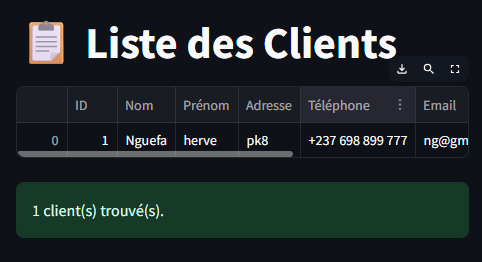 Liste des Clients
ID Nom Prénom Adresse Téléphone Email
0 1 Nguefa herve pk8 +237 698 899 777 ng@gm
1 client(s) trouvé(s).